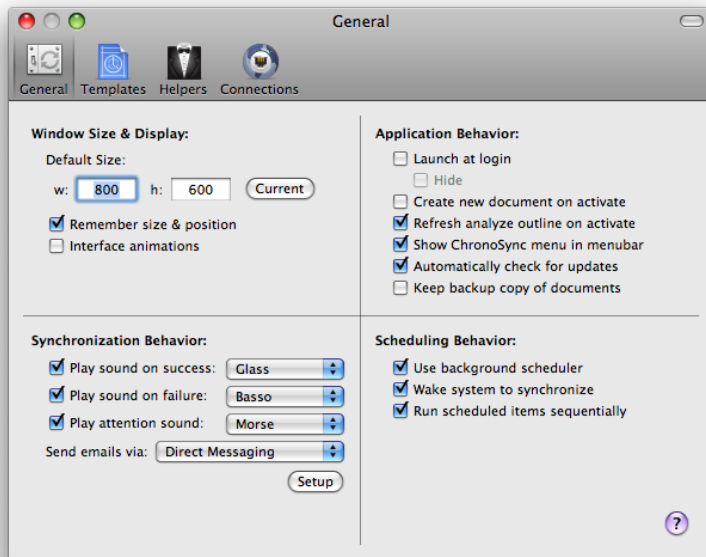 General
General Templates Helpers Connections
Window Size & Display:
Default Size:
w: 800 h: 600 Current
Remember size & position
Interface animations
Application Behavior:
Launch at login
Hide
Create new document on activate
Refresh analyze outline on activate
Show ChronoSync menu in menubar
Automatically check for updates
Keep backup copy of documents
Synchronization Behavior:
Play sound on success: Glass
Play sound on failure: Basso
Play attention sound: Morse
Send emails via: Direct Messaging
Setup
Scheduling Behavior:
Use background scheduler
Wake system to synchronize
Run scheduled items sequentially
?